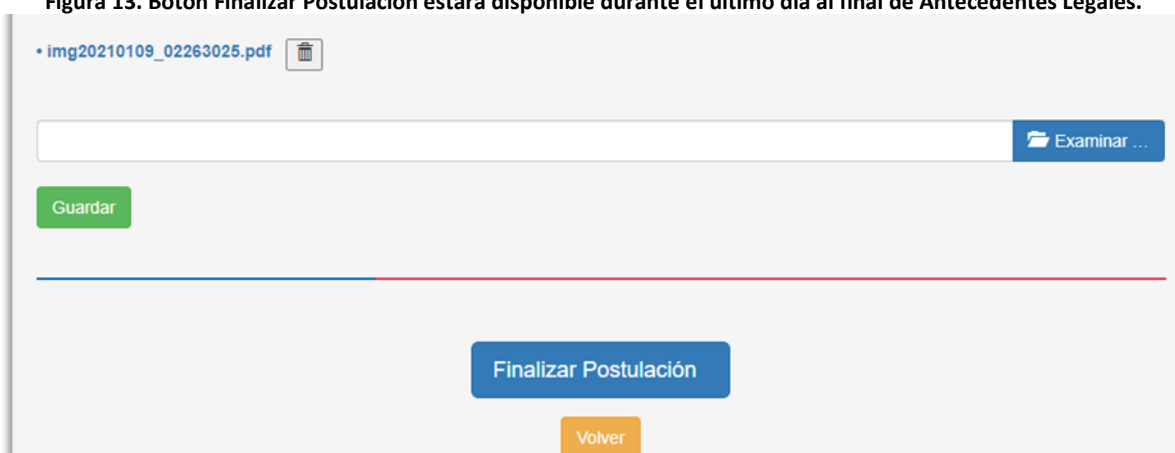 Figura 13. Botón Finalizar Postulación estará disponible durante el último día al final de Antecedentes Legales.
• img20210109_02263025.pdf
Examinar ...
Guardar
Finalizar Postulación
Volver